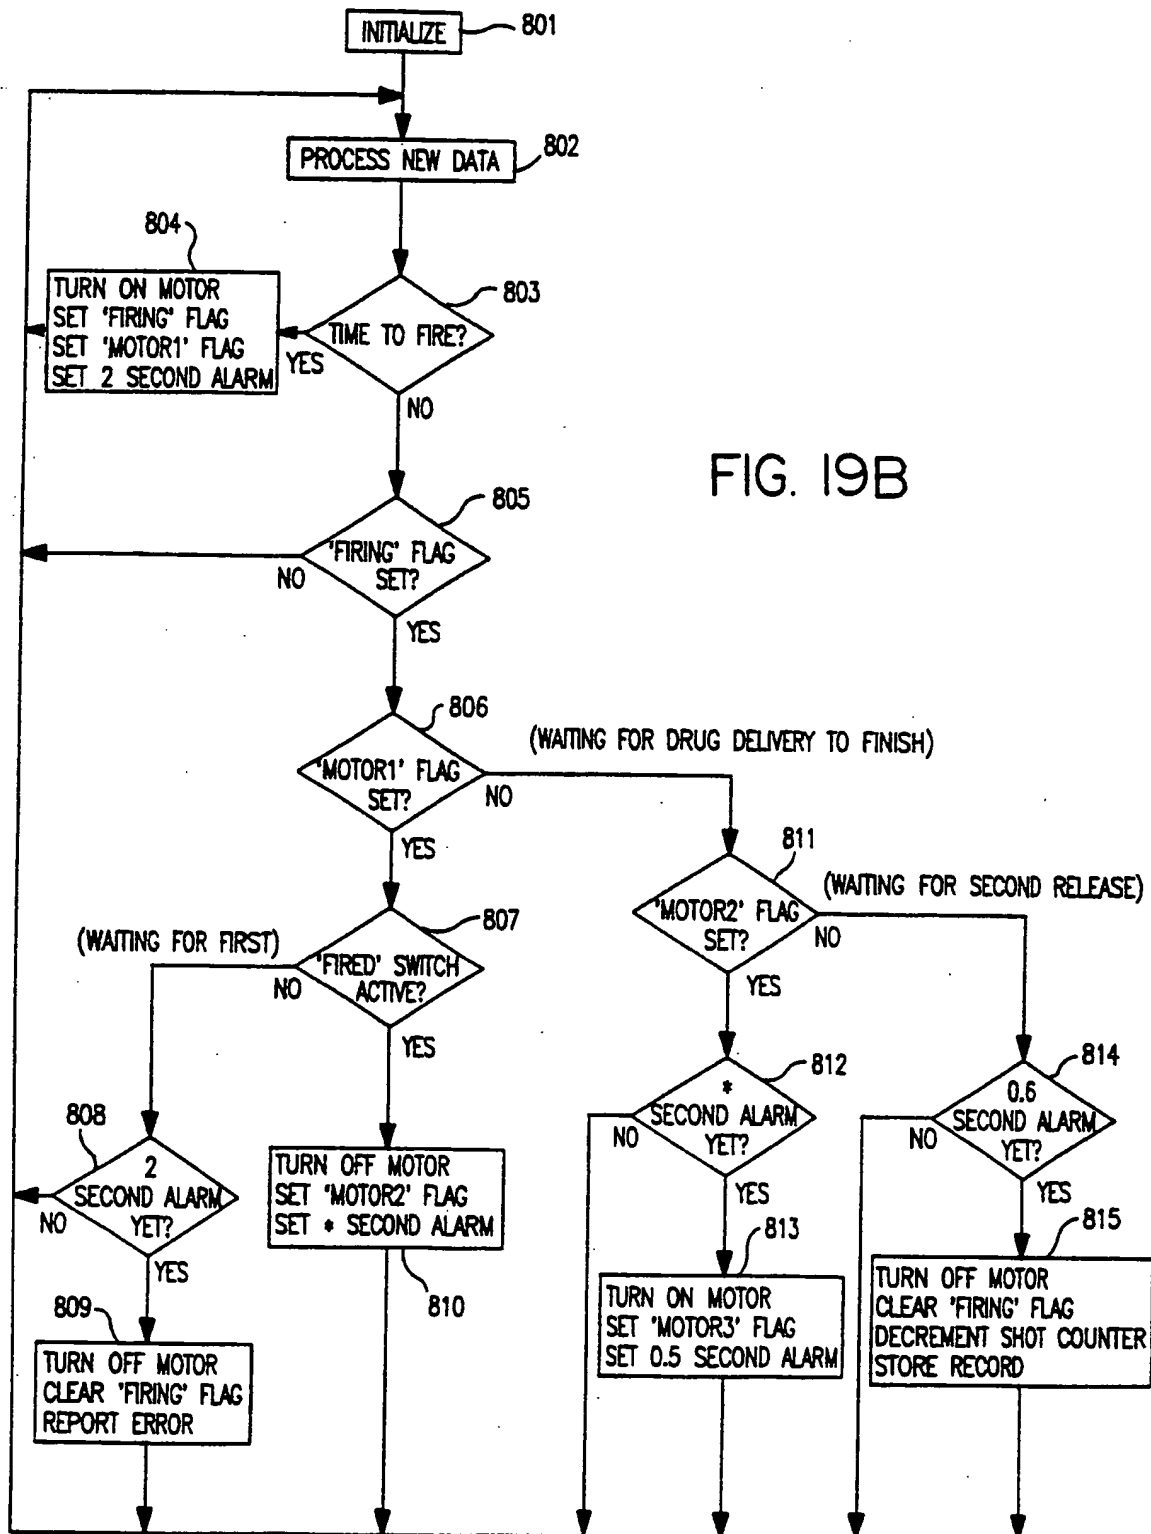 INITIALIZE
801
PROCESS NEW DATA
802
804
TURN ON MOTOR
SET 'FIRING' FLAG
SET 'MOTOR1' FLAG
SET 2 SECOND ALARM
803
TIME TO FIRE?
YES
NO
FIG. 19B
805
'FIRING' FLAG
SET?
NO
YES
806
'MOTOR1' FLAG
SET?
(WAITING FOR DRUG DELIVERY TO FINISH)
NO
YES
811
'MOTOR2' FLAG
SET?
(WAITING FOR SECOND RELEASE)
NO
YES
807
(WAITING FOR FIRST)
'FIRED' SWITCH
ACTIVE?
NO
YES
812
*
SECOND ALARM
YET?
NO
YES
814
0.6
SECOND ALARM
YET?
NO
YES
808
2
SECOND ALARM
YET?
NO
YES
TURN OFF MOTOR
SET 'MOTOR2' FLAG
SET * SECOND ALARM
810
813
TURN ON MOTOR
SET 'MOTOR3' FLAG
SET 0.5 SECOND ALARM
815
TURN OFF MOTOR
CLEAR 'FIRING' FLAG
DECREMENT SHOT COUNTER
STORE RECORD
809
TURN OFF MOTOR
CLEAR 'FIRING' FLAG
REPORT ERROR